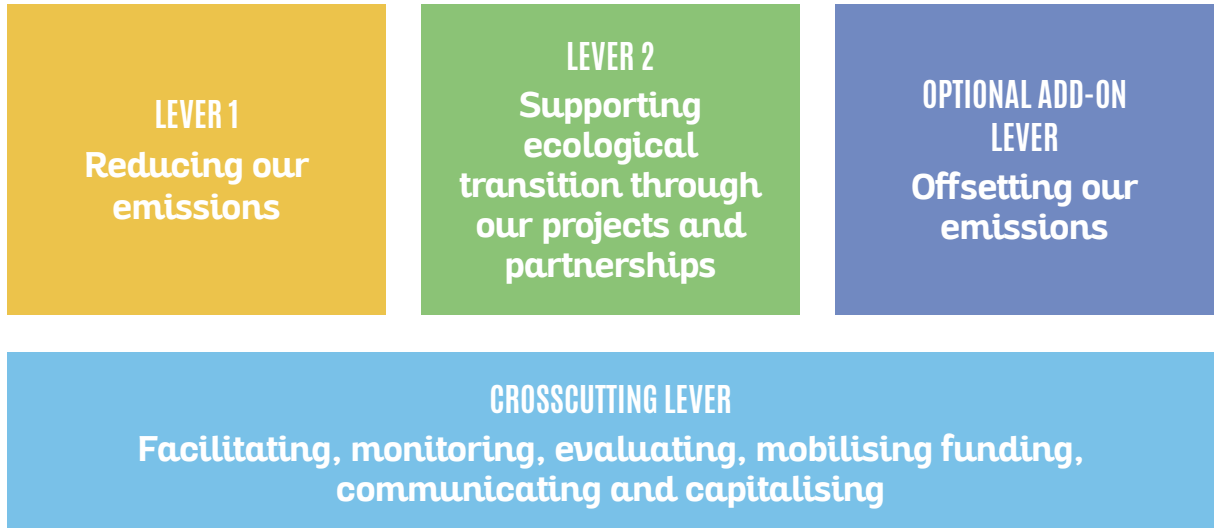 LEVER 1
Reducing our
emissions
LEVER 2
Supporting
ecological
transition through
our projects and
partnerships
OPTIONAL ADD-ON
LEVER
Offsetting our
emissions
CROSSCUTTING LEVER
Facilitating, monitoring, evaluating, mobilising funding,
communicating and capitalising